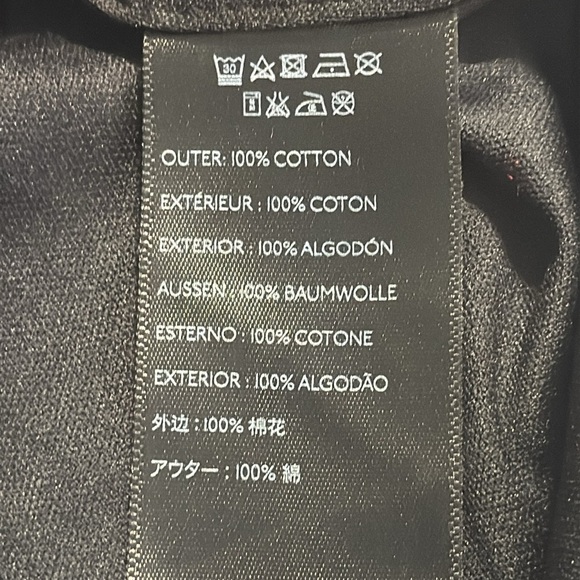 30
OUTER: 100% COTTON
EXTÉRIEUR : 100% COTON
EXTERIOR : 100% ALGODÓN
AUSSEN : 100% BAUMWOLLE
ESTERNO : 100% COTONE
EXTERIOR : 100% ALGODÃO
外边 : 100% 棉花
アウター : 100% 綿